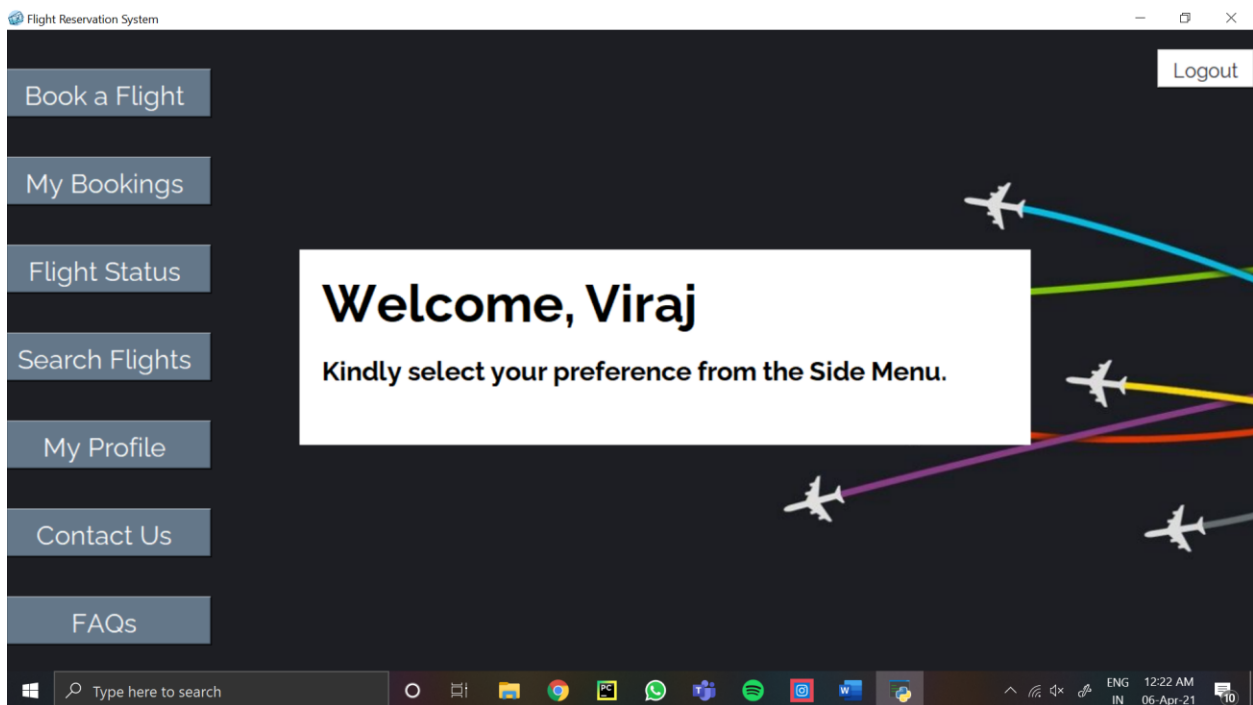 Flight Reservation System
Logout
Book a Flight
My Bookings
Flight Status
Search Flights
My Profile
Contact Us
FAQs
Welcome, Viraj
Kindly select your preference from the Side Menu.
Type here to search
PC
W
ENG
IN
12:22 AM
06-Apr-21
10